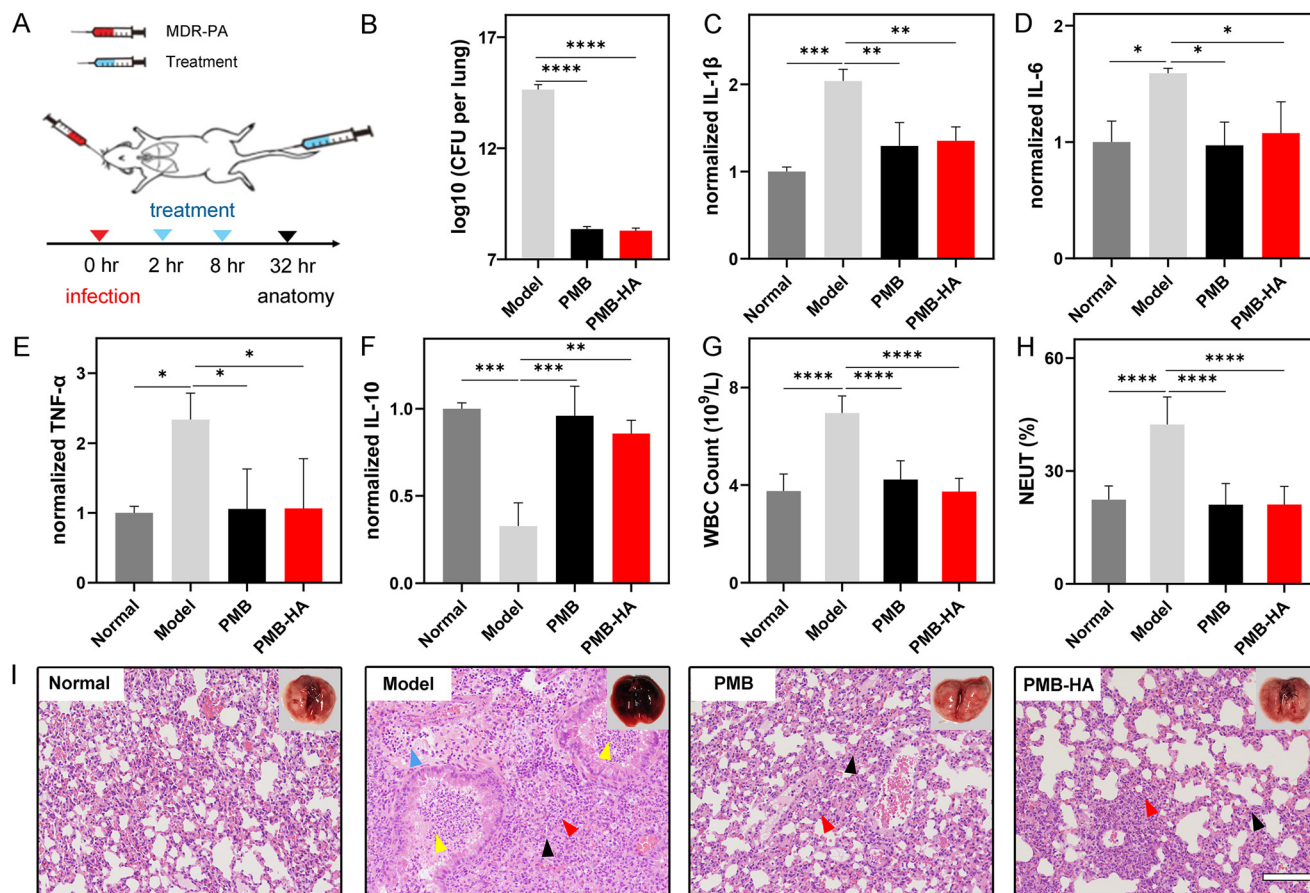 A
MDR-PA
Treatment
treatment
0 hr
2 hr
8 hr
32 hr
infection
anatomy
B
log10 (CFU per lung)
17
12
7
****
****
Model
PMB
PMB-HA
C
normalized IL-1β
2
1
0
***
**
**
Normal
Model
PMB
PMB-HA
D
normalized IL-6
2
1
0
*
*
*
Normal
Model
PMB
PMB-HA
E
normalized TNF-α
3
2
1
0
*
*
*
Normal
Model
PMB
PMB-HA
F
normalized IL-10
1.0
0.5
0.0
***
***
**
Normal
Model
PMB
PMB-HA
G
WBC Count (10⁹/L)
8
4
0
****
****
****
Normal
Model
PMB
PMB-HA
H
NEUT (%)
60
30
0
****
****
****
Normal
Model
PMB
PMB-HA
I
Normal
Model
PMB
PMB-HA